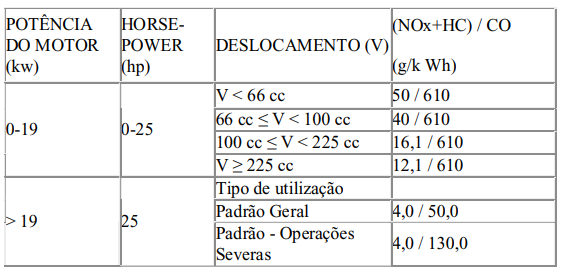 POTÊNCIA DO MOTOR (kw) HORSE-POWER (hp) DESLOCAMENTO (V) (NOx+HC) / CO (g/k Wh)
0-19 0-25 V < 66 cc 50 / 610
66 cc ≤ V < 100 cc 40 / 610
100 cc ≤ V < 225 cc 16,1 / 610
V ≥ 225 cc 12,1 / 610
> 19 25 Tipo de utilização
Padrão Geral 4,0 / 50,0
Padrão - Operações Severas 4,0 / 130,0